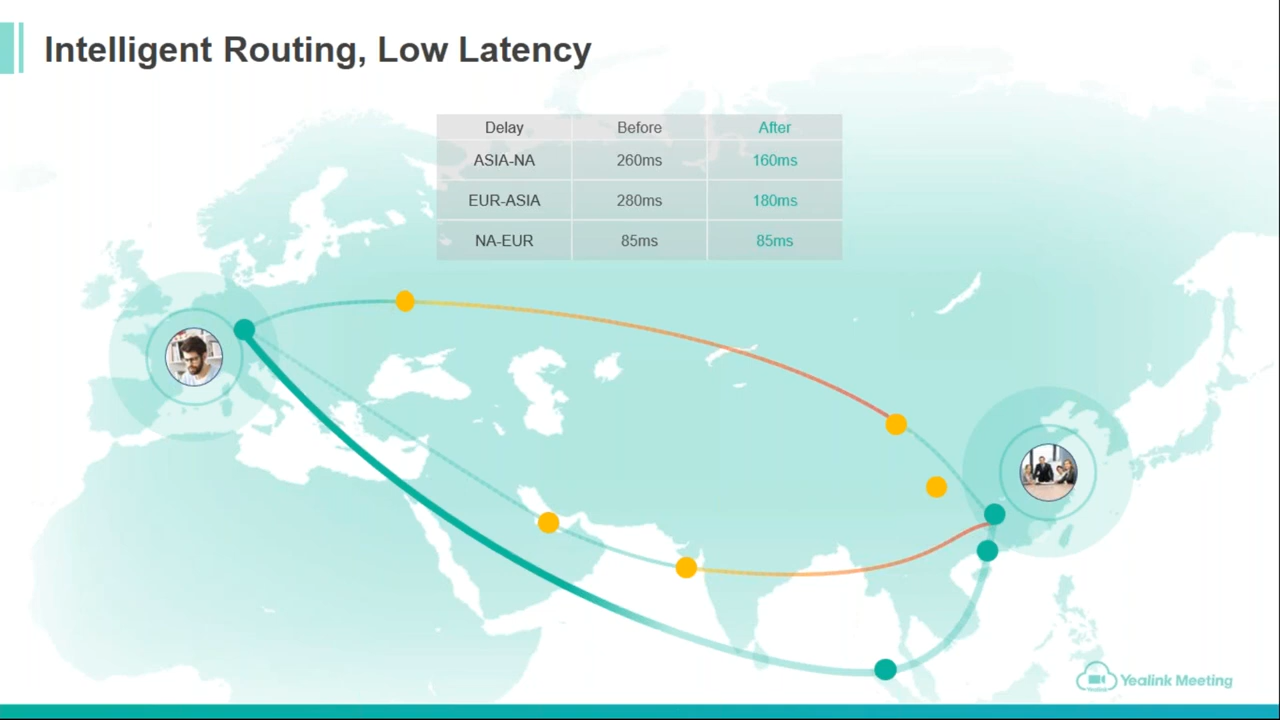 Intelligent Routing, Low Latency
Delay Before After
ASIA-NA 260ms 160ms
EUR-ASIA 280ms 180ms
NA-EUR 85ms 85ms
Yealink Meeting
Yealink